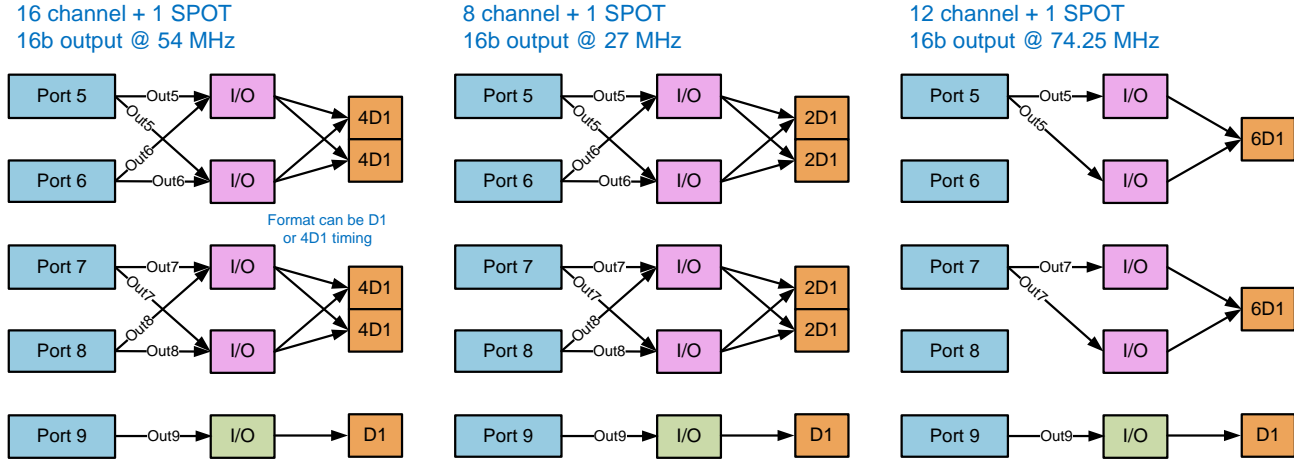 16 channel + 1 SPOT
16b output @ 54 MHz
Port 5
Out5
I/O
4D1
Out5
Out6
4D1
Port 6
Out6
I/O
Format can be D1
or 4D1 timing
Port 7
Out7
I/O
4D1
Out7
Out8
4D1
Port 8
Out8
I/O
Port 9
Out9
I/O
D1
8 channel + 1 SPOT
16b output @ 27 MHz
Port 5
Out5
I/O
2D1
Out5
Out6
2D1
Port 6
Out6
I/O
Port 7
Out7
I/O
2D1
Out7
Out8
2D1
Port 8
Out8
I/O
Port 9
Out9
I/O
D1
12 channel + 1 SPOT
16b output @ 74.25 MHz
Port 5
Out5
I/O
Out5
6D1
Port 6
I/O
Port 7
Out7
I/O
Out7
6D1
Port 8
I/O
Port 9
Out9
I/O
D1